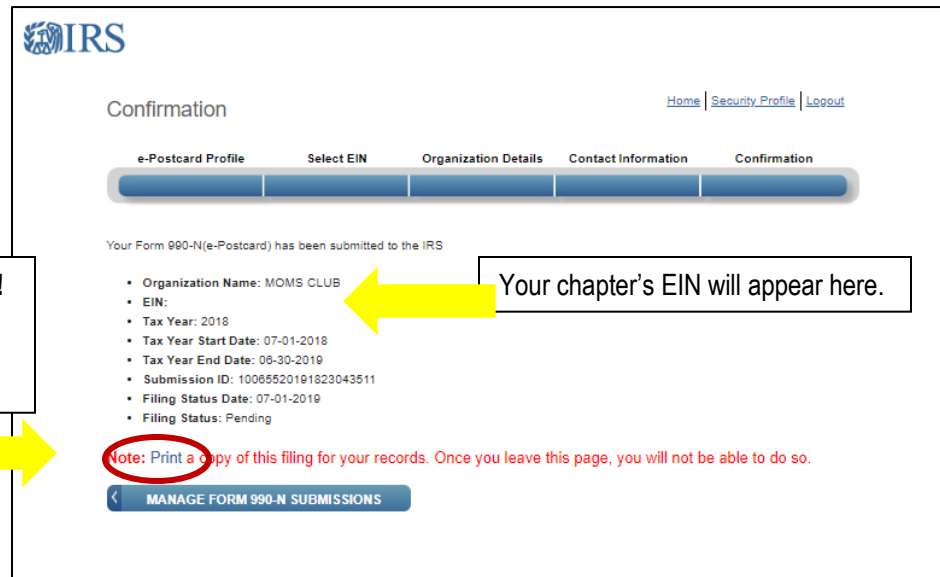 IRS
Confirmation
Home | Security Profile | Logout
e-Postcard Profile Select EIN Organization Details Contact Information Confirmation
Your Form 990-N(e-Postcard) has been submitted to the IRS
!
Your chapter's EIN will appear here.
• Organization Name: MOMS CLUB
• EIN:
• Tax Year: 2018
• Tax Year Start Date: 07-01-2018
• Tax Year End Date: 06-30-2019
• Submission ID: 10065520191823043511
• Filing Status Date: 07-01-2019
• Filing Status: Pending
Note: Print a copy of this filing for your records. Once you leave this page, you will not be able to do so.
MANAGE FORM 990-N SUBMISSIONS